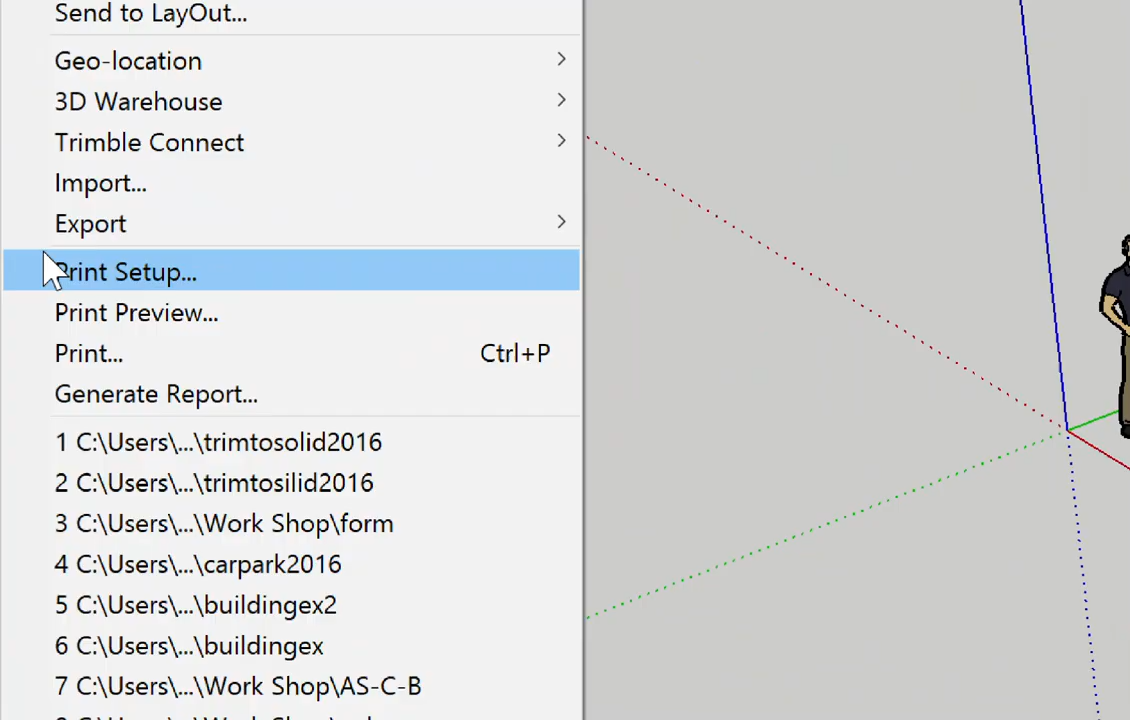 Send to LayOut...
Geo-location
3D Warehouse
Trimble Connect
Import...
Export
Print Setup...
Print Preview...
Print... Ctrl+P
Generate Report...
1 C:\Users\...\trimtosolid2016
2 C:\Users\...\trimtosilid2016
3 C:\Users\...\Work Shop\form
4 C:\Users\...\carpark2016
5 C:\Users\...\buildingex2
6 C:\Users\...\buildingex
7 C:\Users\...\Work Shop\AS-C-B